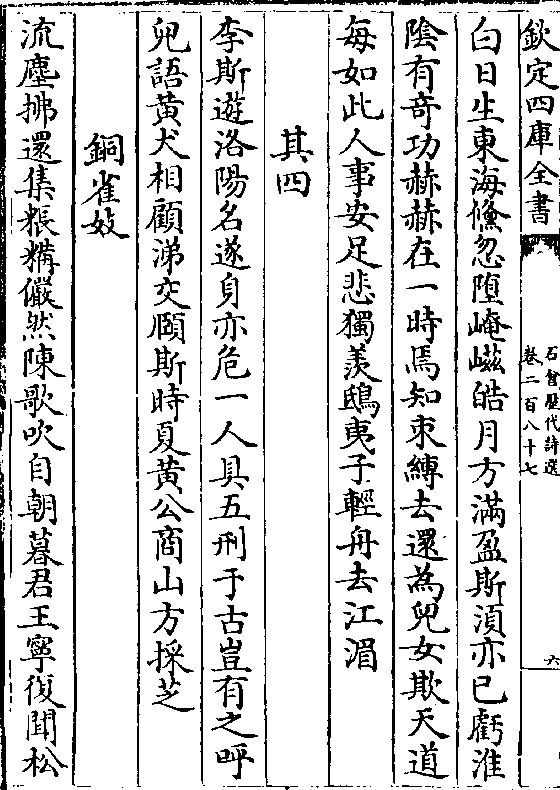 欽定四庫全書
石倉歷代詩選
卷二百八十七
六
白日生東海倏忽墮崦嵫皓月方滿盈斯須亦已虧淮
陰有奇功赫赫在一時焉知束縛去還為兒女欺天道
每如此人事安足悲獨羨鴟夷子輕舟去江湄
其四
李斯遊洛陽名遂身亦危一人具五刑于古豈有之呼
兒語黄犬相顧涕交頤斯時夏黄公商山方採芝
銅雀妓
流塵拂還集粻糒儼然陳歌吹自朝暮君王寧復聞松